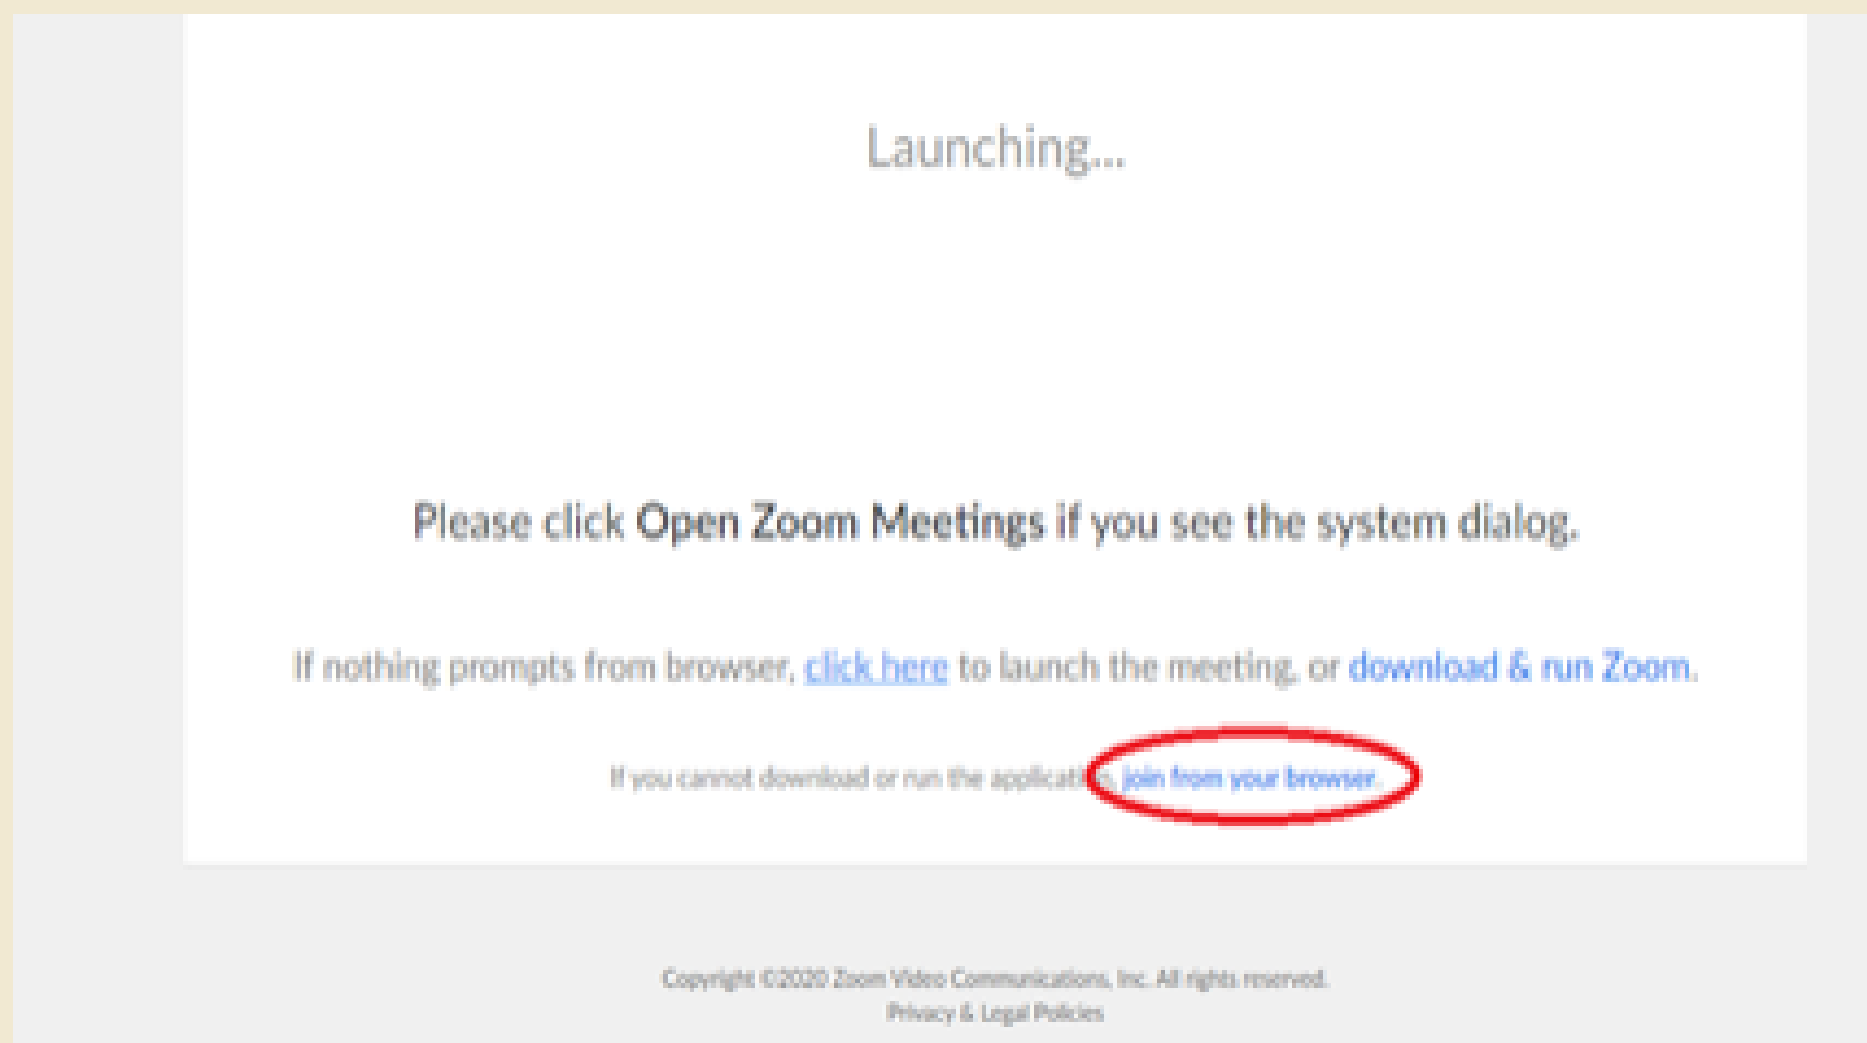 Launching...
Please click Open Zoom Meetings if you see the system dialog.
If nothing prompts from browser, click here to launch the meeting, or download & run Zoom.
If you cannot download or run the applicati , join from your browser.
Copyright ©2020 Zoom Video Communications, Inc. All rights reserved.
Privacy & Legal Policies